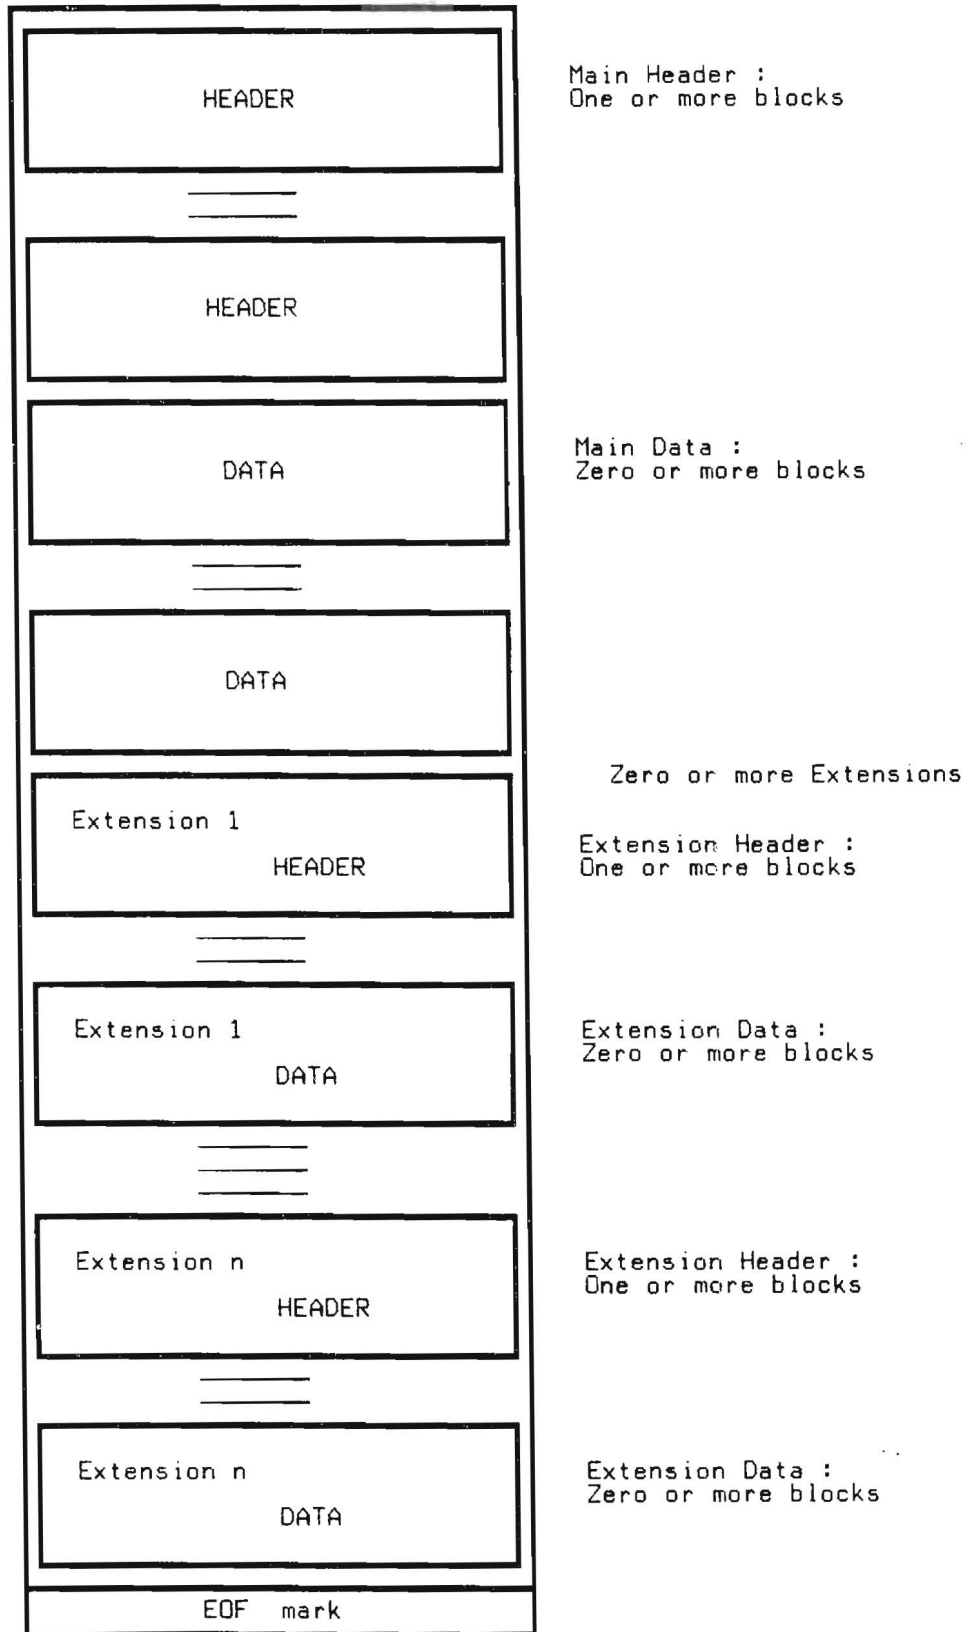 HEADER
Main Header :
One or more blocks
HEADER
DATA
Main Data :
Zero or more blocks
DATA
Zero or more Extensions
Extension 1
HEADER
Extension Header :
One or more blocks
Extension 1
DATA
Extension Data :
Zero or more blocks
Extension n
HEADER
Extension Header :
One or more blocks
Extension n
DATA
Extension Data :
Zero or more blocks
EOF mark